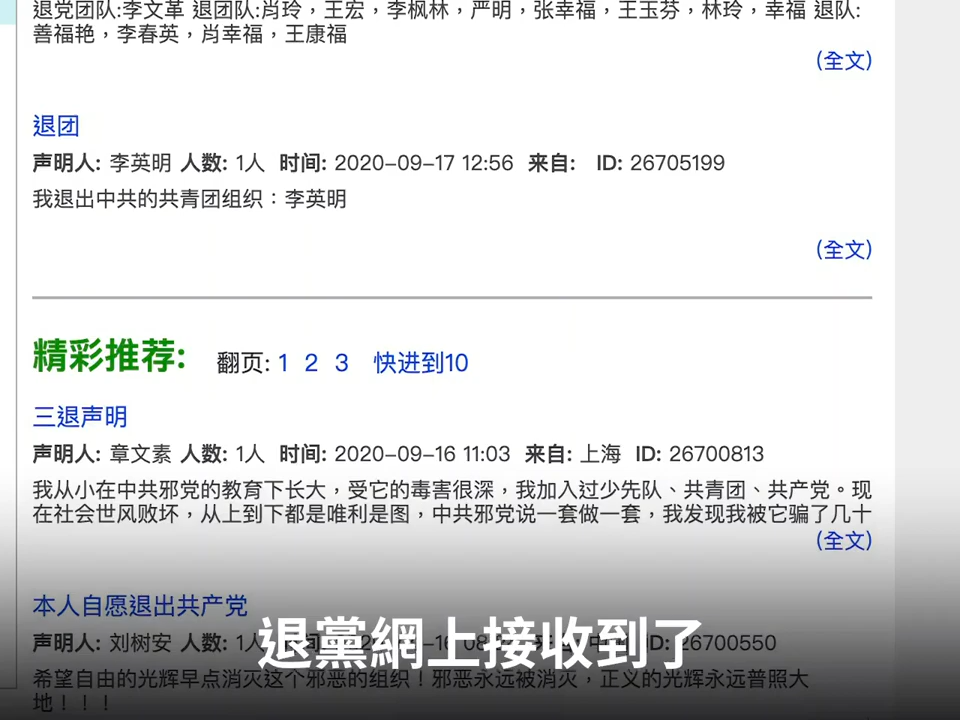 退党团队:李文革 退团队:肖玲，王宏，李枫林，严明，张幸福，王玉芬，林玲，幸福 退队:
善福艳，李春英，肖幸福，王康福
(全文)
退团
声明人: 李英明 人数: 1人 时间: 2020-09-17 12:56 来自: ID: 26705199
我退出中共的共青团组织：李英明
(全文)
精彩推荐: 翻页: 1 2 3 快进到10
三退声明
声明人: 章文素 人数: 1人 时间: 2020-09-16 11:03 来自: 上海 ID: 26700813
我从小在中共邪党的教育下长大，受它的毒害很深，我加入过少先队、共青团、共产党。现
在社会世风败坏，从上到下都是唯利是图，中共邪党说一套做一套，我发现我被它骗了几十
(全文)
本人自愿退出共产党
声明人: 刘树安 人数: 1人 26700550
退黨網上接收到了
希望自由的光辉早点消灭这个邪恶的组织！邪恶永远被消灭，正义的光辉永远普照大
地！！！